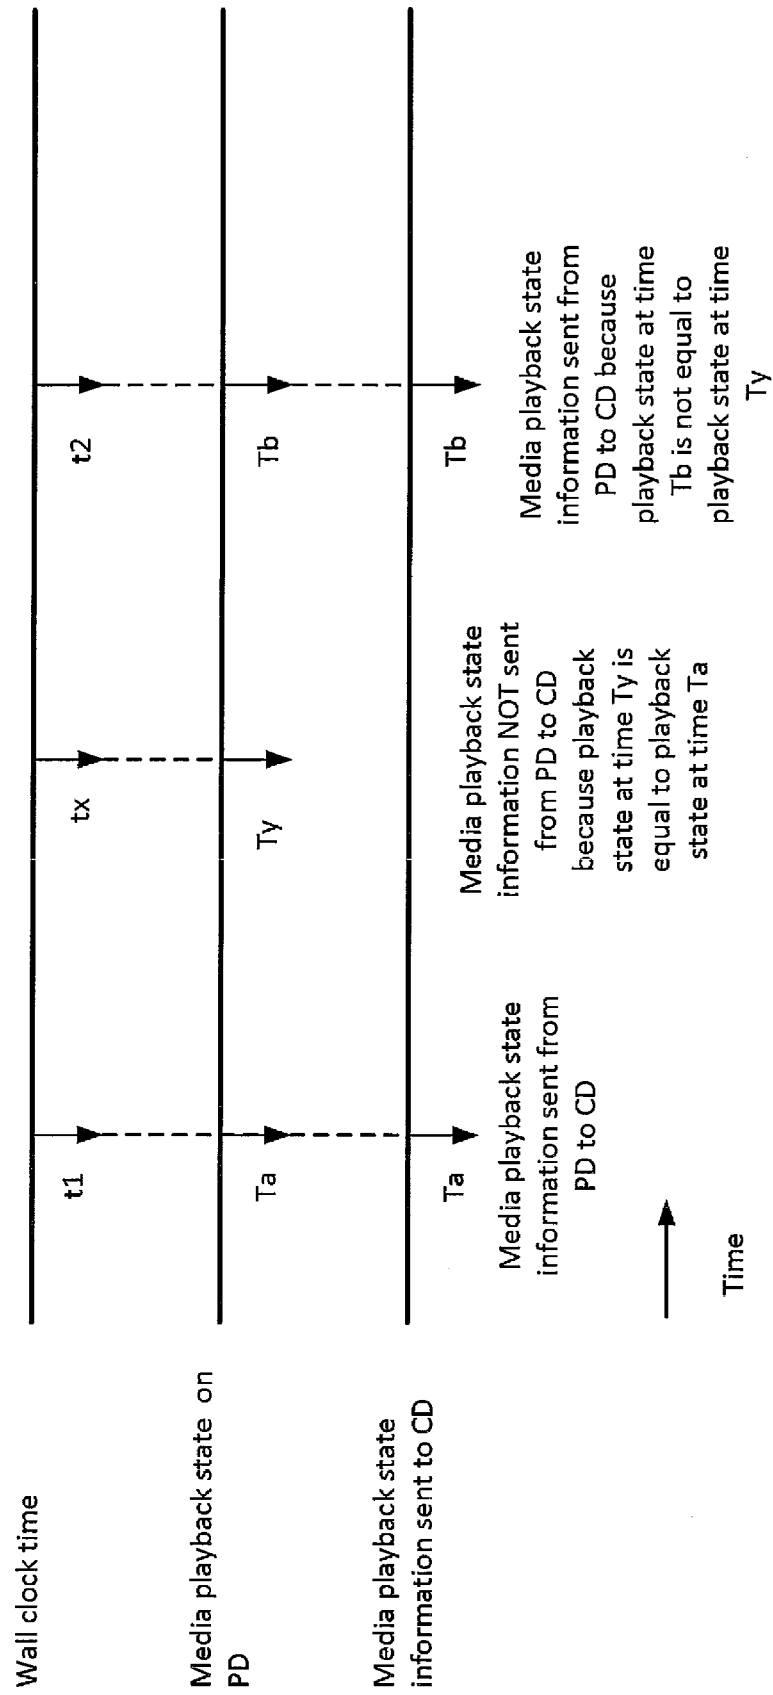 Wall clock time
t1
tx
t2
Media playback state on
PD
Ta
Ty
Tb
Media playback state
information sent to CD
Ta
Tb
Media playback state
information sent from
PD to CD
Media playback state
information NOT sent
from PD to CD
because playback
state at time Ty is
equal to playback
state at time Ta
Media playback state
information sent from
PD to CD because
playback state at time
Tb is not equal to
playback state at time
Ty
Time